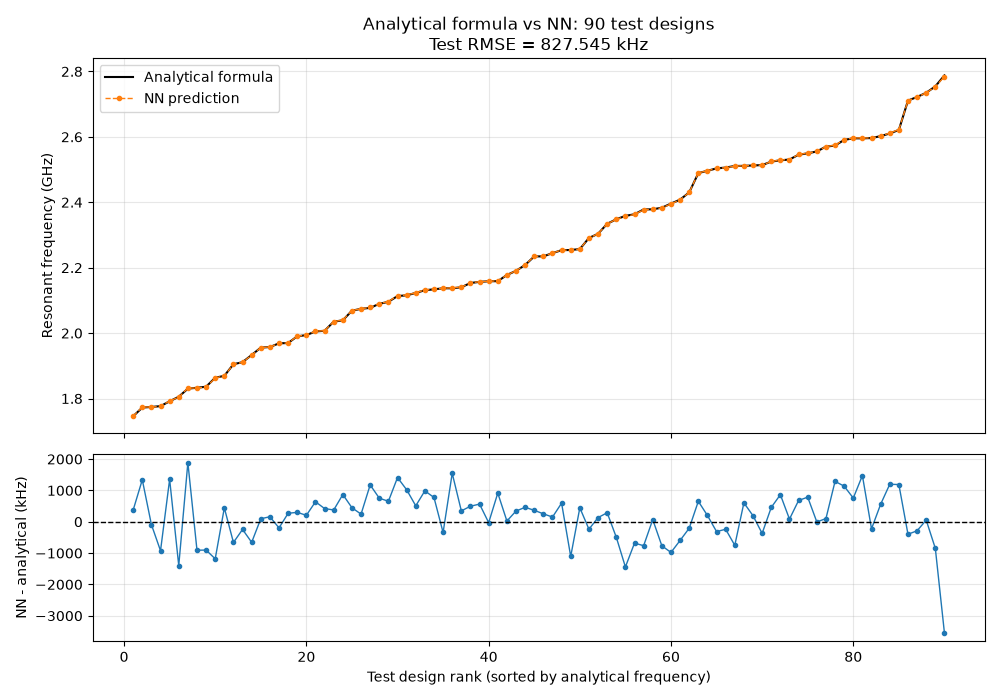 Analytical formula vs NN: 90 test designs
Test RMSE = 827.545 kHz
Analytical formula
NN prediction
Resonant frequency (GHz)
2.8
2.6
2.4
2.2
2.0
1.8
NN - analytical (kHz)
2000
1000
0
−1000
−2000
−3000
0 20 40 60 80
Test design rank (sorted by analytical frequency)